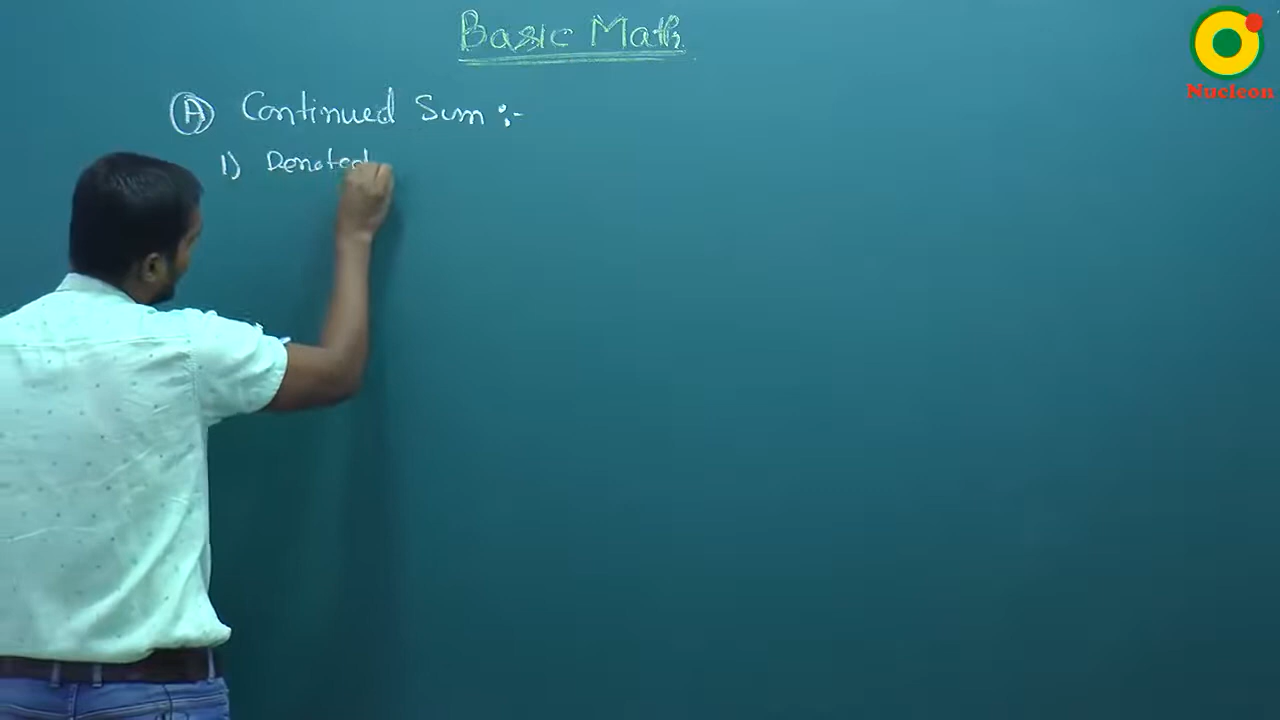 Basic Math
Nucleon
A Continued Sum :-
1) Denoted